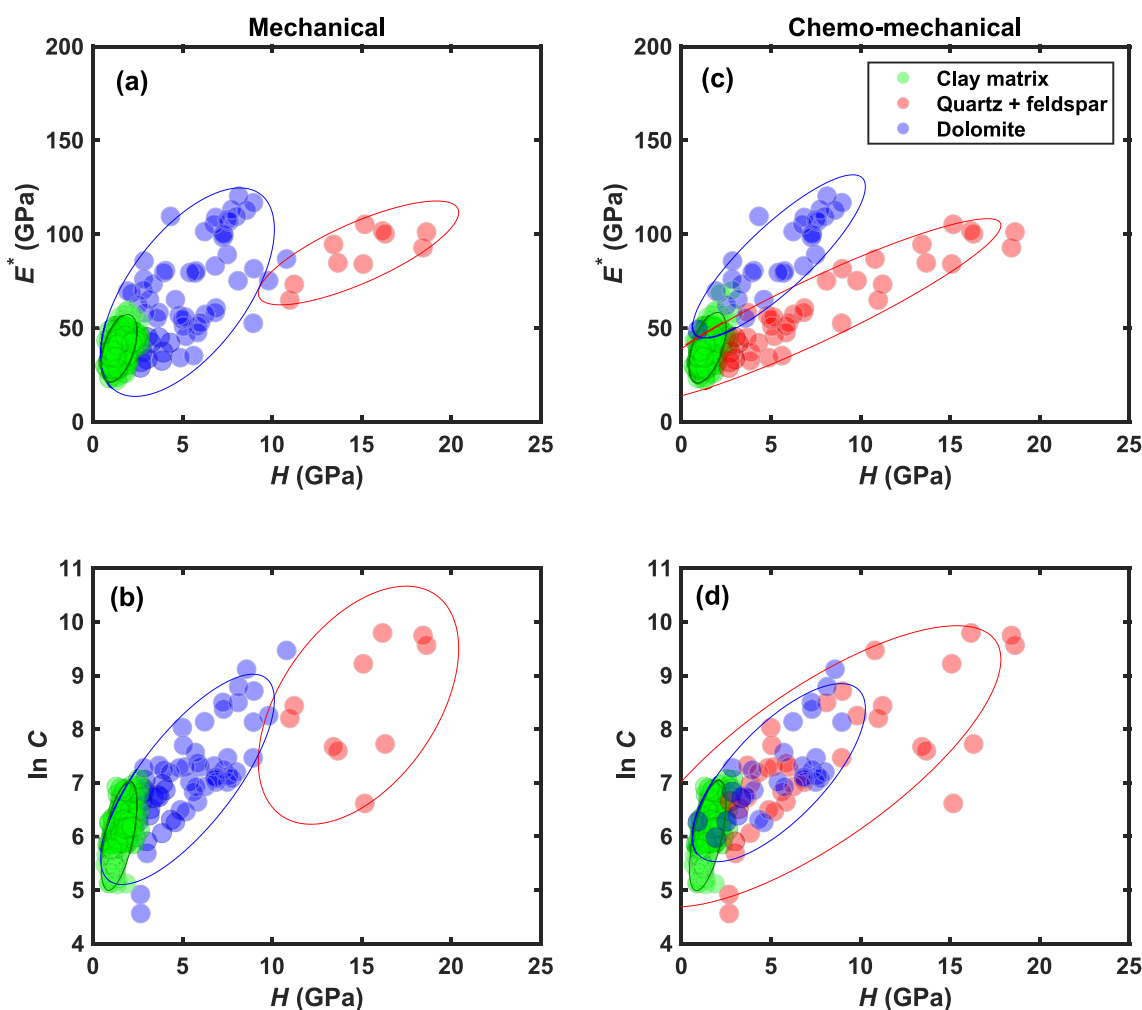 Mechanical
(a)
200
150
100
50
0
E* (GPa)
0 5 10 15 20 25
H (GPa)
Chemo-mechanical
(c)
Clay matrix
Quartz + feldspar
Dolomite
200
150
100
50
0
E* (GPa)
0 5 10 15 20 25
H (GPa)
(b)
11
10
9
8
7
6
5
4
ln C
0 5 10 15 20 25
H (GPa)
(d)
11
10
9
8
7
6
5
4
ln C
0 5 10 15 20 25
H (GPa)